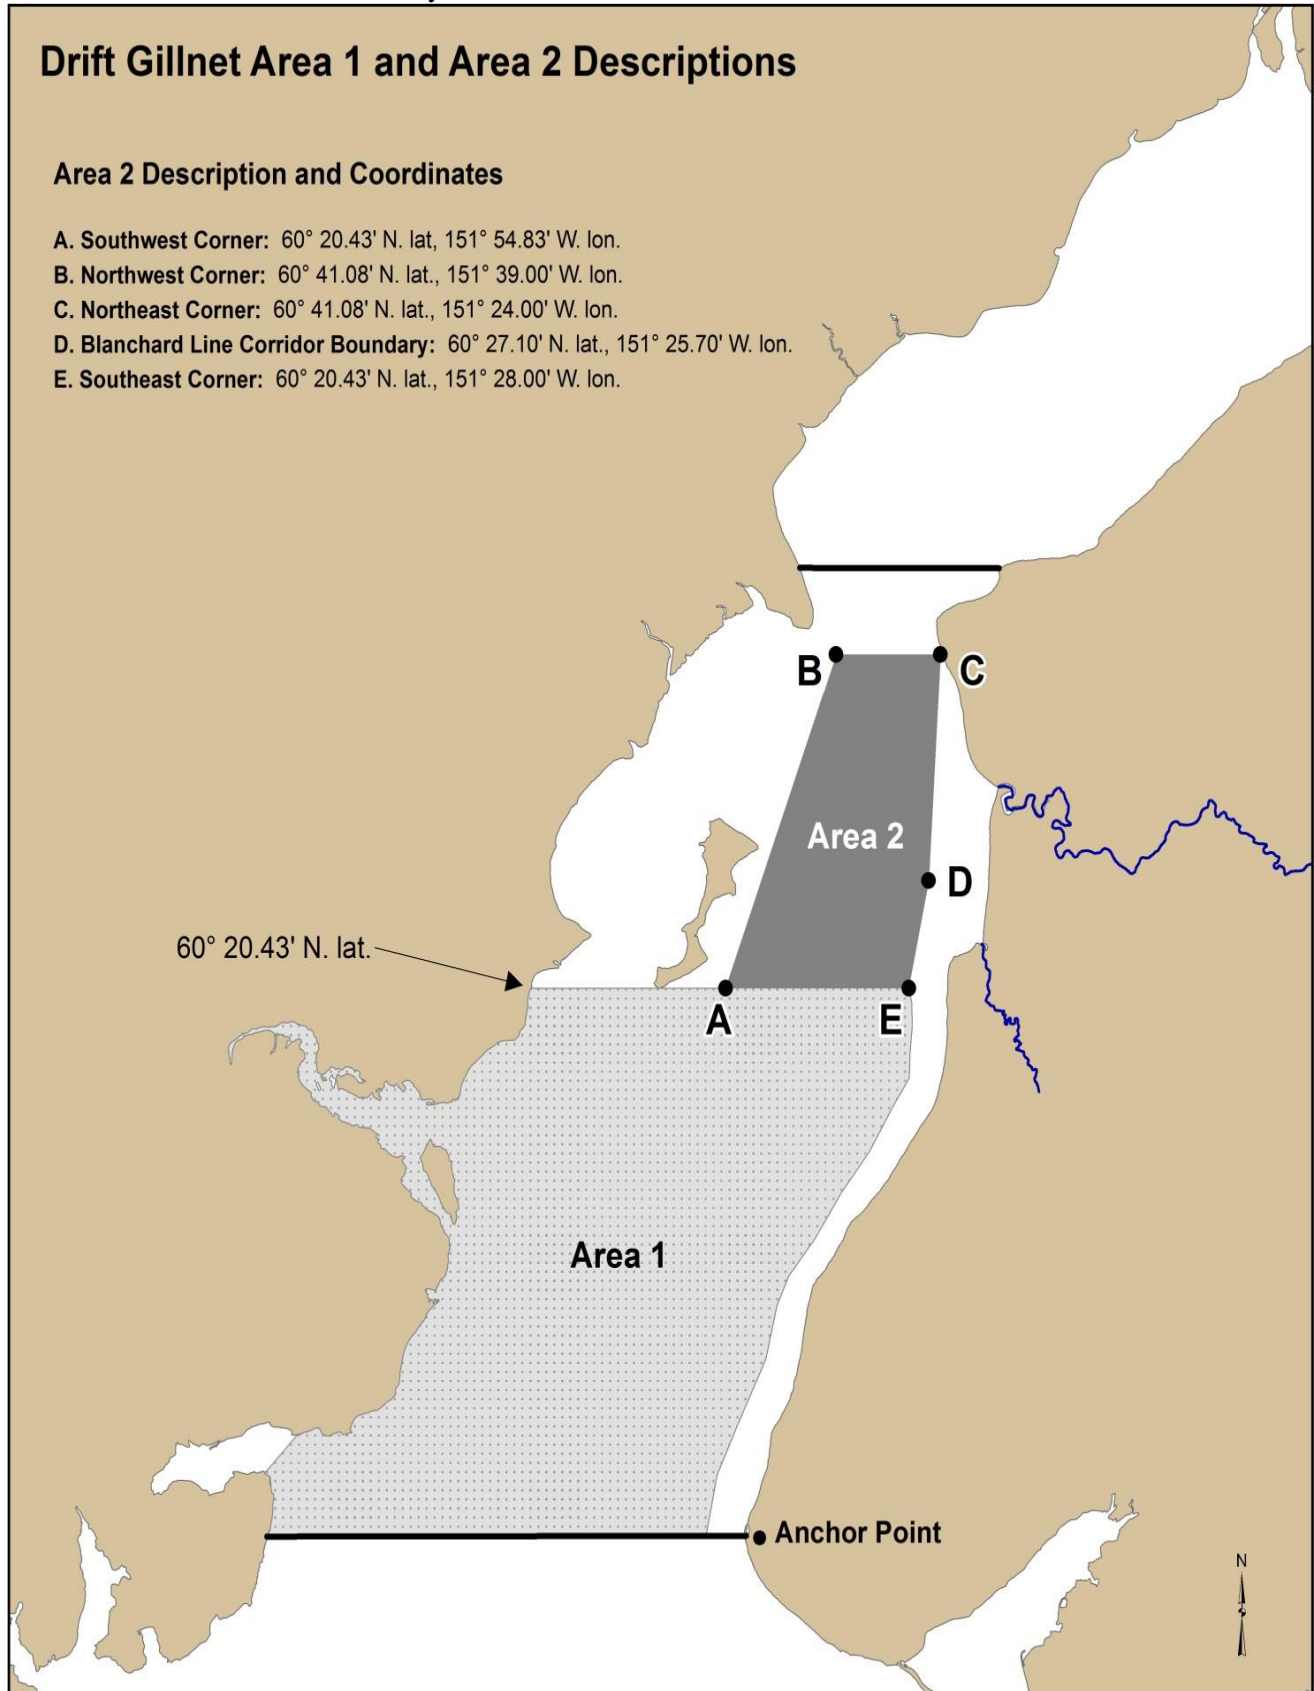 Drift Gillnet Area 1 and Area 2 Descriptions
Area 2 Description and Coordinates
A. Southwest Corner: 60° 20.43' N. lat, 151° 54.83' W. lon.
B. Northwest Corner: 60° 41.08' N. lat., 151° 39.00' W. lon.
C. Northeast Corner: 60° 41.08' N. lat., 151° 24.00' W. lon.
D. Blanchard Line Corridor Boundary: 60° 27.10' N. lat., 151° 25.70' W. lon.
E. Southeast Corner: 60° 20.43' N. lat., 151° 28.00' W. lon.
B
C
Area 2
D
60° 20.43' N. lat.
A
E
Area 1
Anchor Point
N